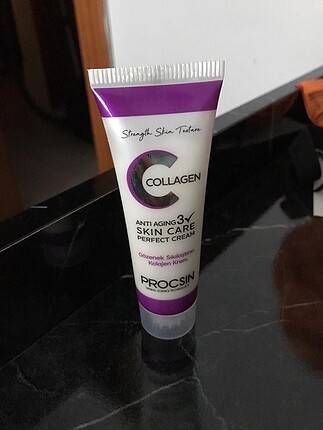 Strength Skin Texture
C
COLLAGEN
ANTI AGING 3✓
SKIN CARE
PERFECT CREAM
Gözenek Sıkılaştırıcı
Kolajen Krem
PROCSIN